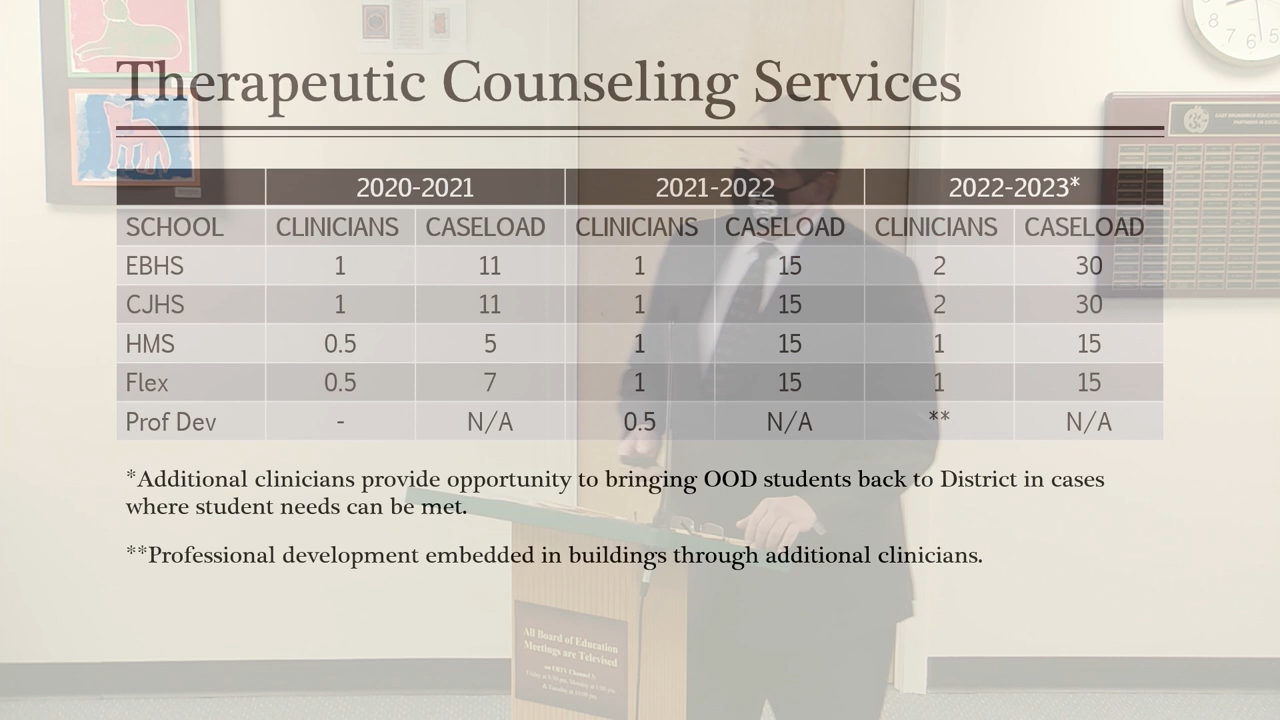 Therapeutic Counseling Services
2020-2021 2021-2022 2022-2023*
SCHOOL CLINICIANS CASELOAD CLINICIANS CASELOAD CLINICIANS CASELOAD
EBHS 1 11 1 15 2 30
CJHS 1 11 1 15 2 30
HMS 0.5 5 1 15 1 15
Flex 0.5 7 1 15 1 15
Prof Dev - N/A 0.5 N/A ** N/A
*Additional clinicians provide opportunity to bringing OOD students back to District in cases
where student needs can be met.
**Professional development embedded in buildings through additional clinicians.
All Board of Education
Meetings are Televised
8
7
6
5